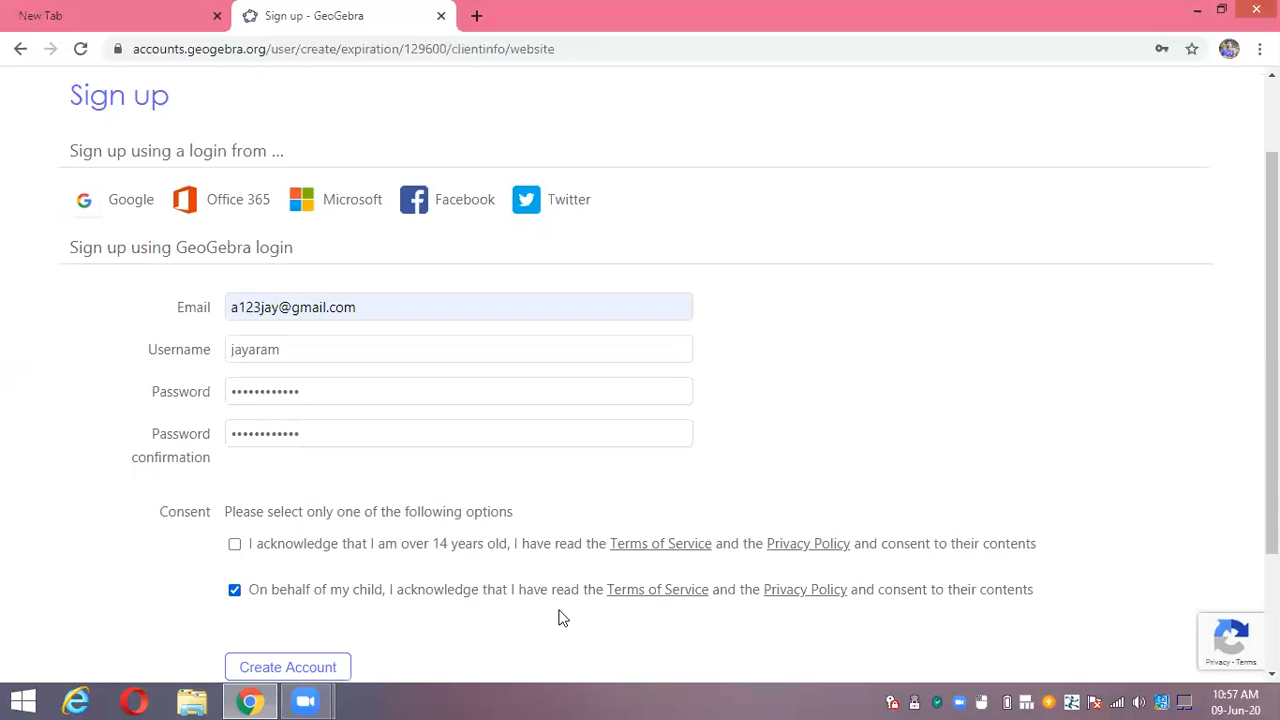 New Tab
Sign up - GeoGebra
accounts.geogebra.org/user/create/expiration/129600/clientinfo/website
Sign up
Sign up using a login from ...
Google Office 365 Microsoft Facebook Twitter
Sign up using GeoGebra login
Email a123jay@gmail.com
Username jayaram
Password ••••••••••••
Password confirmation ••••••••••••
Consent Please select only one of the following options
I acknowledge that I am over 14 years old, I have read the Terms of Service and the Privacy Policy and consent to their contents
On behalf of my child, I acknowledge that I have read the Terms of Service and the Privacy Policy and consent to their contents
Create Account
Privacy - Terms
10:57 AM
09-Jun-20